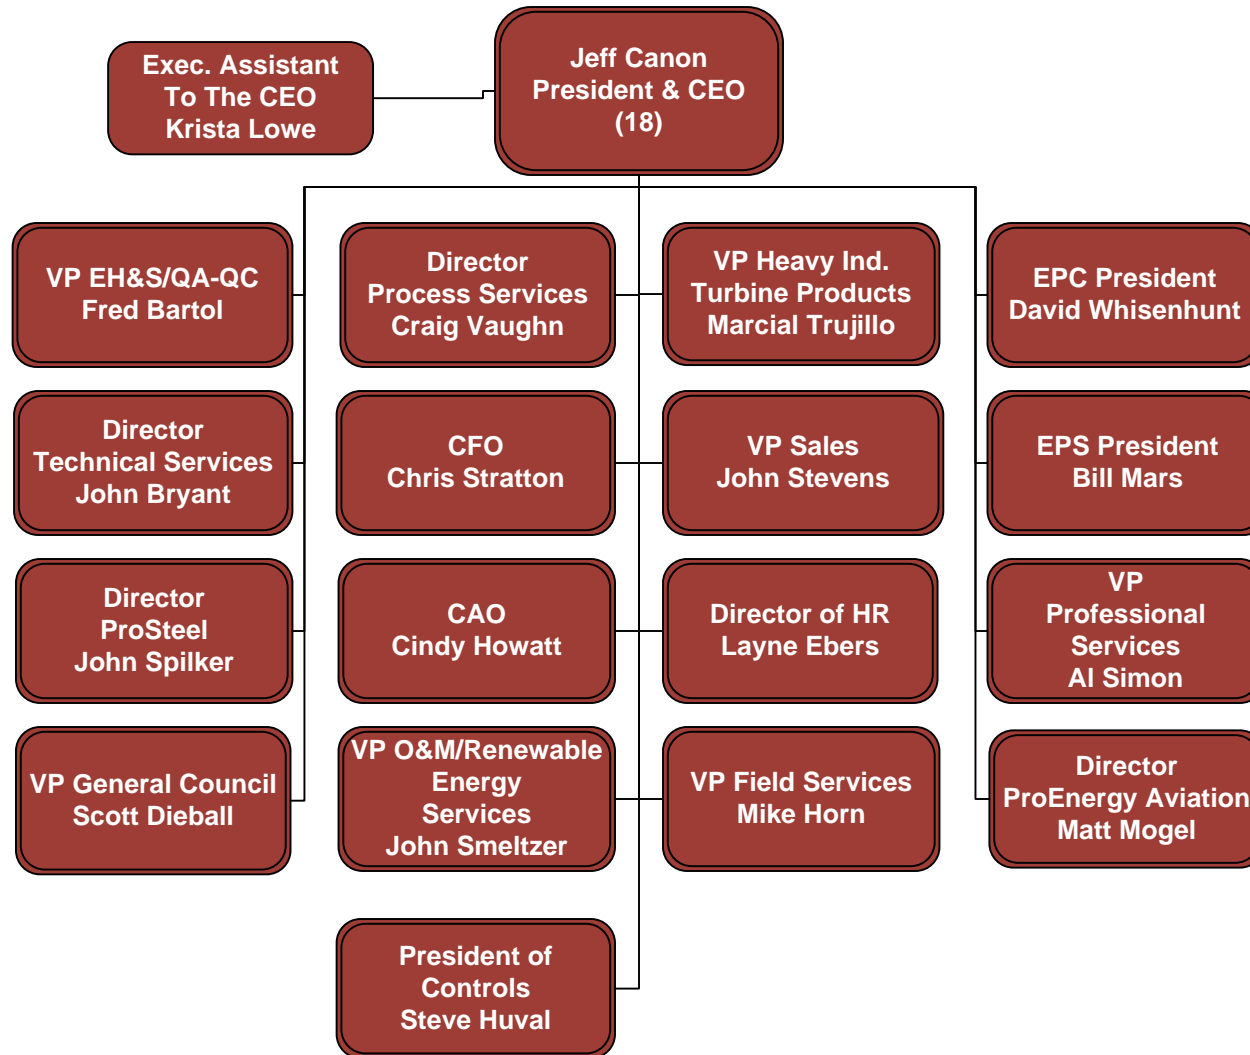 Exec. Assistant
To The CEO
Krista Lowe
Jeff Canon
President & CEO
(18)
VP EH&S/QA-QC
Fred Bartol
Director
Process Services
Craig Vaughn
VP Heavy Ind.
Turbine Products
Marcial Trujillo
EPC President
David Whisenhunt
Director
Technical Services
John Bryant
CFO
Chris Stratton
VP Sales
John Stevens
EPS President
Bill Mars
Director
ProSteel
John Spilker
CAO
Cindy Howatt
Director of HR
Layne Ebers
VP
Professional
Services
Al Simon
VP General Council
Scott Dieball
VP O&M/Renewable
Energy
Services
John Smeltzer
VP Field Services
Mike Horn
Director
ProEnergy Aviation
Matt Mogel
President of
Controls
Steve Huval